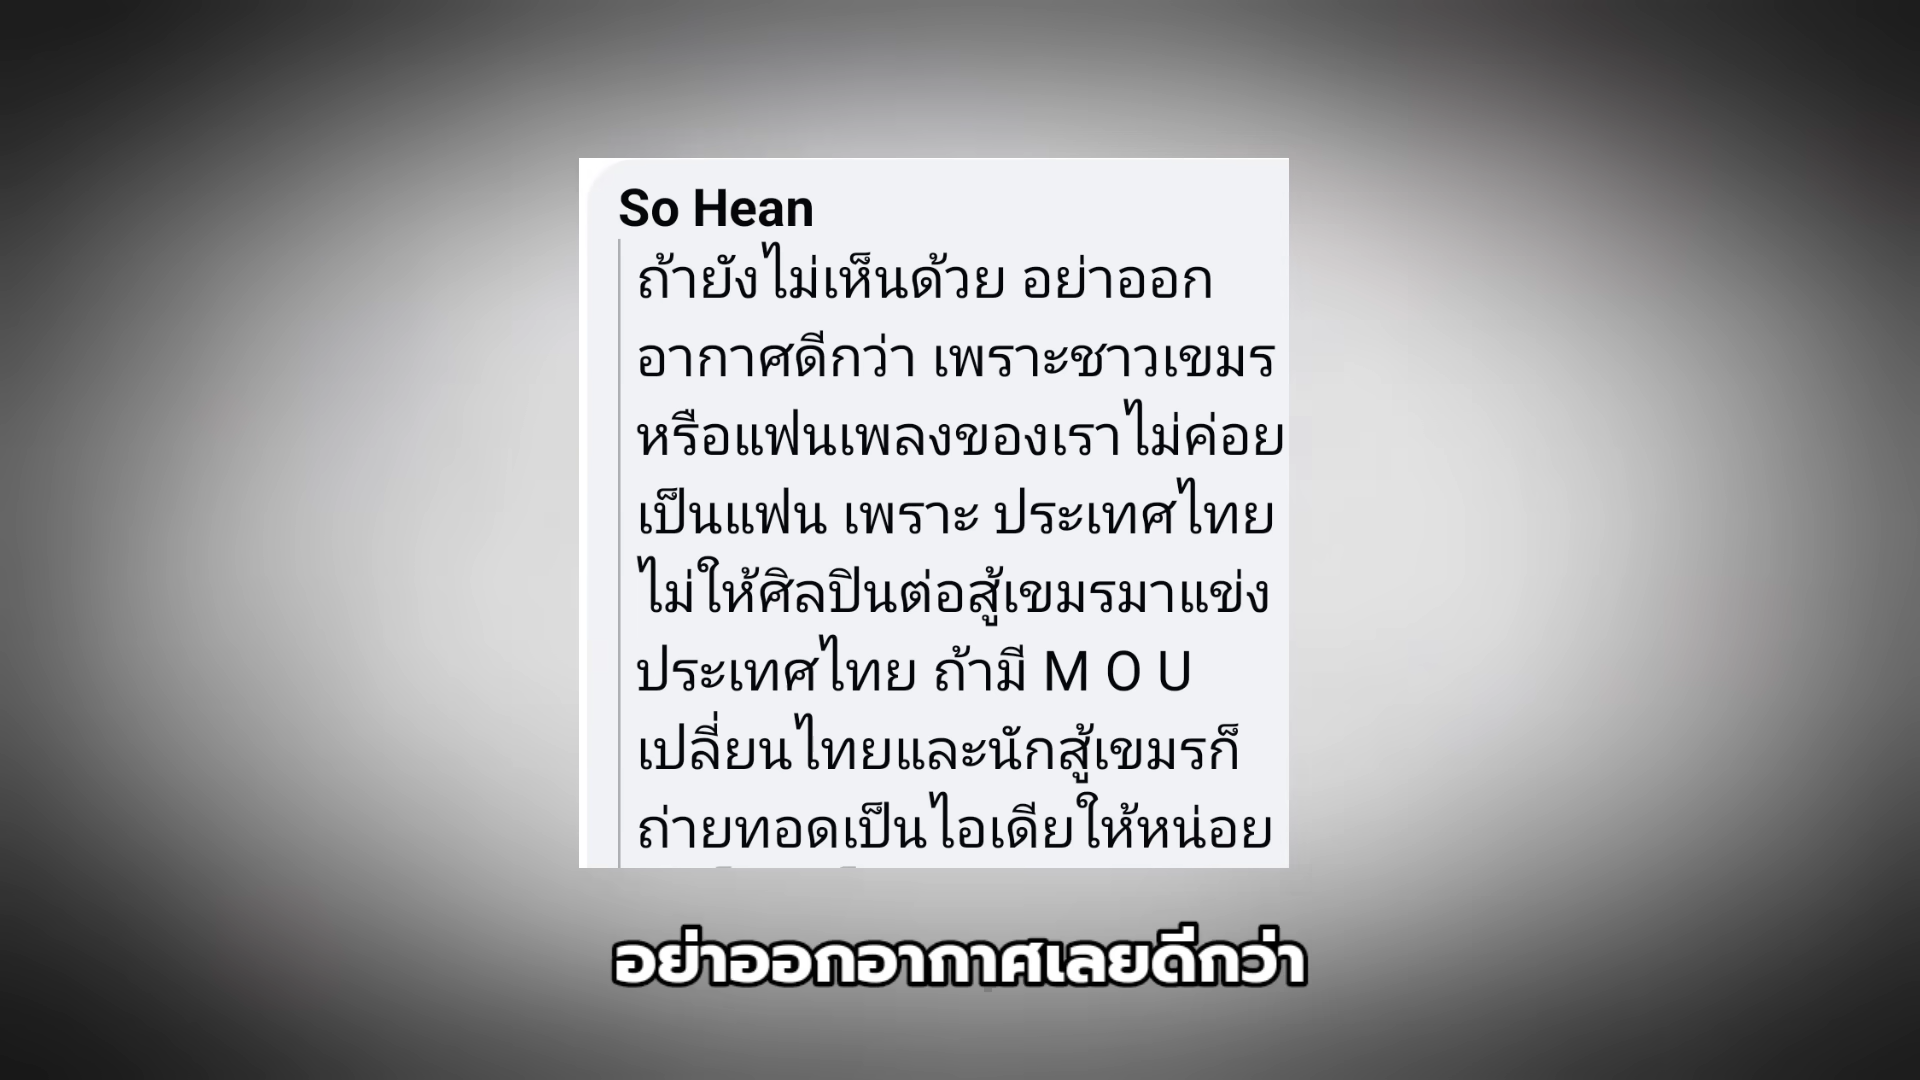 So Hean
ถ้ายังไม่เห็นด้วย อย่าออก
อากาศดีกว่า เพราะชาวเขมร
หรือแฟนเพลงของเราไม่ค่อย
เป็นแฟน เพราะ ประเทศไทย
ไม่ให้ศิลปินต่อสู้เขมรมาแข่ง
ประเทศไทย ถ้ามี M O U
เปลี่ยนไทยและนักสู้เขมรก็
ถ่ายทอดเป็นไอเดียให้หน่อย
อย่าออกอากาศเลยดีกว่า